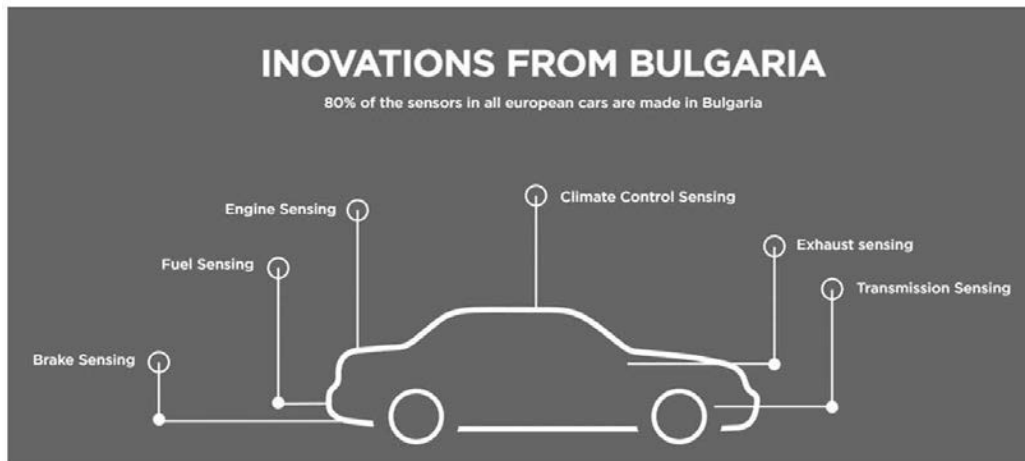 INOVATIONS FROM BULGARIA
80% of the sensors in all european cars are made in Bulgaria
Climate Control Sensing
Engine Sensing
Exhaust sensing
Fuel Sensing
Transmission Sensing
Brake Sensing